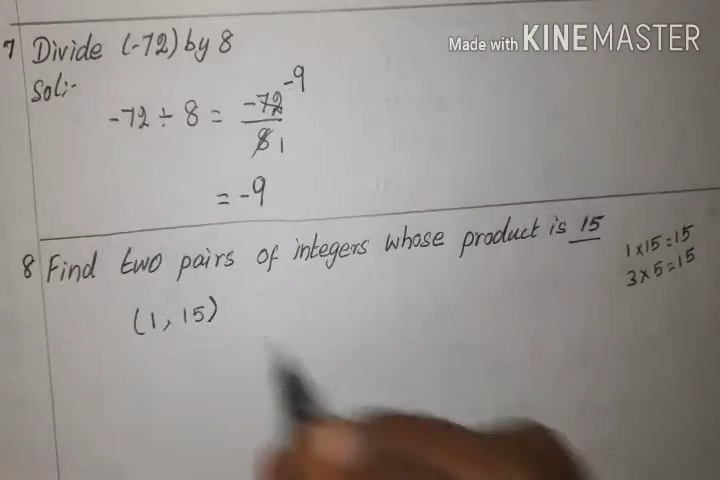 Made with KINEMASTER
7 Divide (-72) by 8
Sol:-
-72 ÷ 8 = -72/8 -9 1
= -9
8 Find two pairs of integers whose product is 15
1 x 15 = 15
3 x 5 = 15
(1, 15)